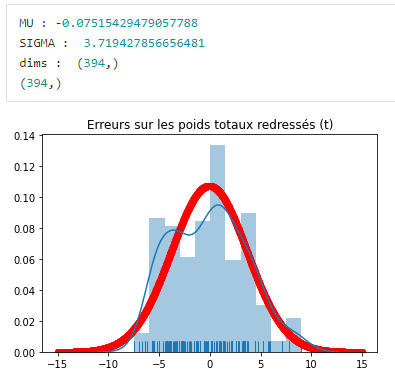 MU : -0.07515429479057788
SIGMA :  3.719427856656481
dims :  (394,)
(394,)
Erreurs sur les poids totaux redressés (t)
0.14
0.12
0.10
0.08
0.06
0.04
0.02
0.00
−15 −10 −5 0 5 10 15